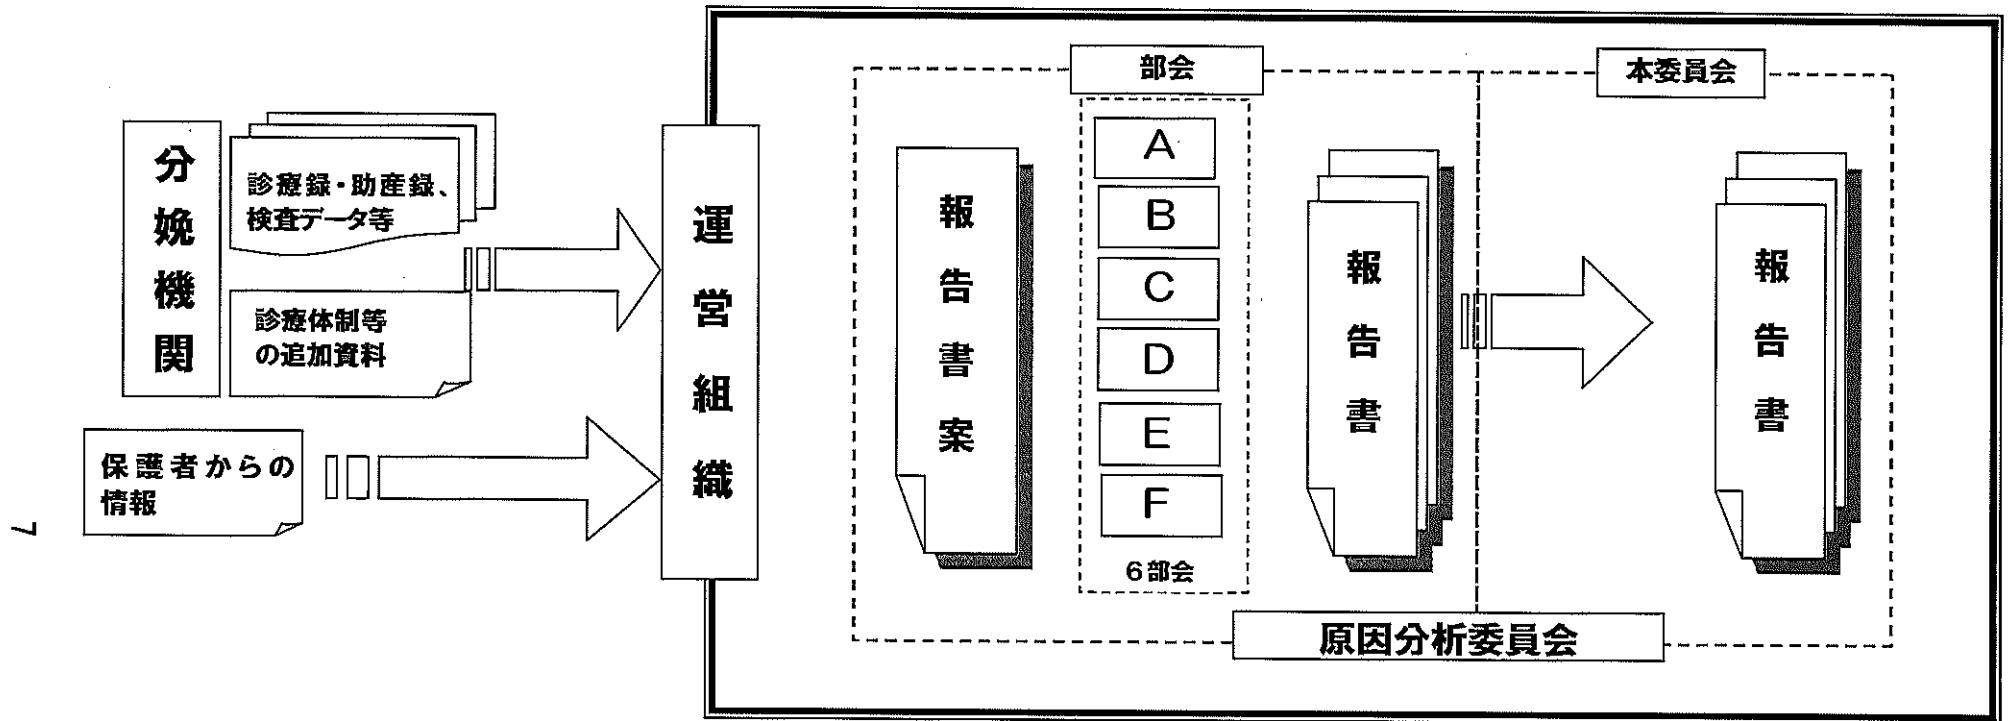 部会
本委員会
分娩機関
診療録・助産録、
検査データ等
診療体制等
の追加資料
保護者からの
情報
運営組織
報告書案
A
B
C
D
E
F
6部会
報告書
報告書
原因分析委員会
7